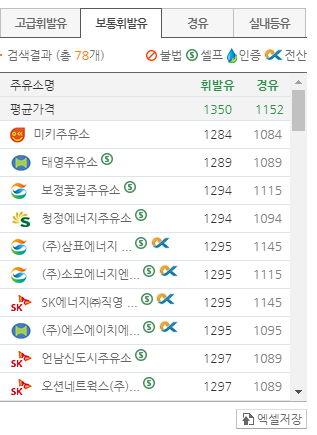 고급휘발유 보통휘발유 경유 실내등유
검색결과 (총 78개) 불법 셀프 인증 전산
주유소명 휘발유 경유
평균가격 1350 1152
미키주유소 1284 1084
태영주유소 1289 1089
보정꽃길주유소 1294 1115
청정에너지주유소 1294 1094
(주)삼표에너지 ... 1295 1145
(주)소모에너지엔... 1295 1115
SK에너지㈜직영 ... 1295 1145
(주)에스에이치에... 1295 1095
언남신도시주유소 1297 1089
오션네트웍스(주)... 1297 1089
엑셀저장